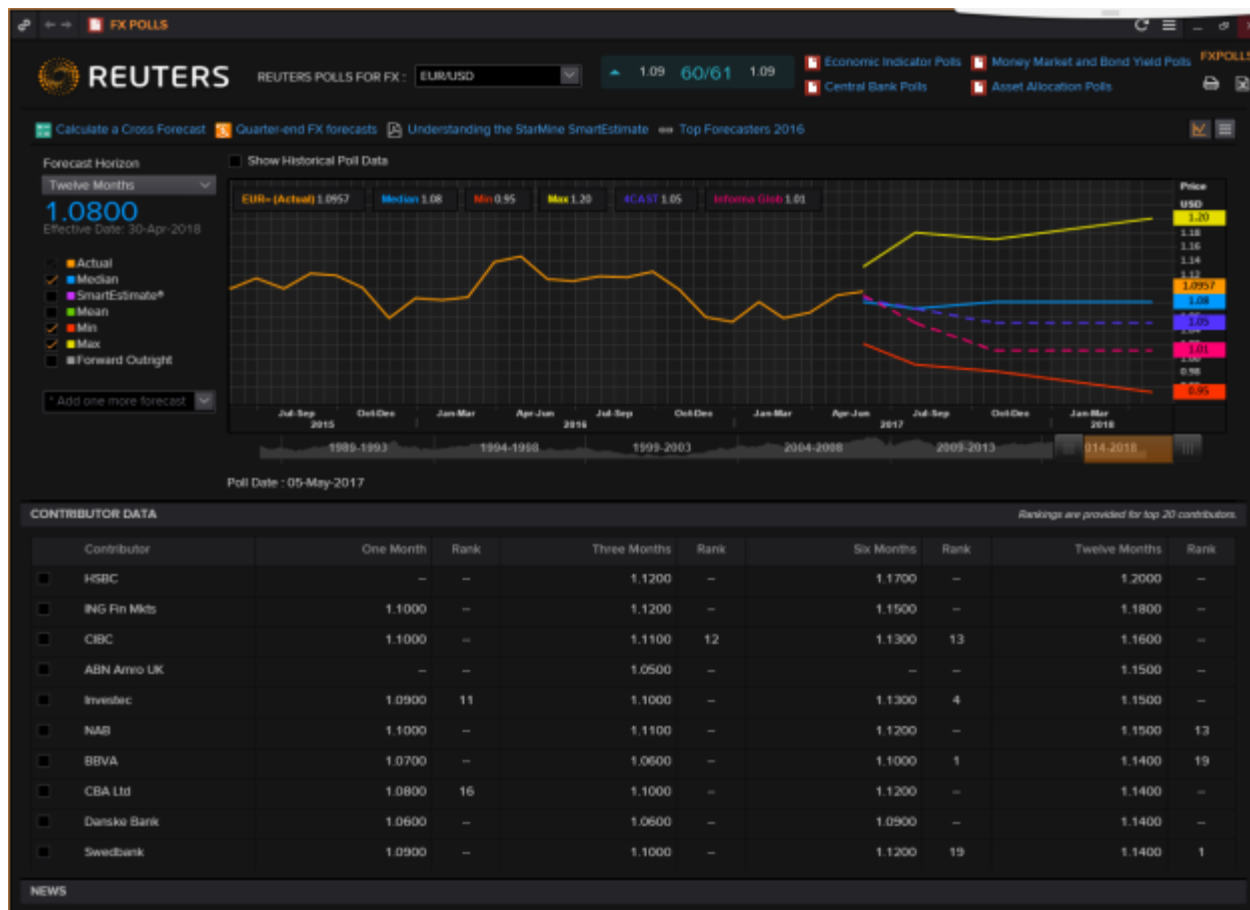 FX POLLS
REUTERS REUTERS POLLS FOR FX : EUR/USD 1.09 60/61 1.09
Economic Indicator Polls Money Market and Bond Yield Polls FXPOLLS
Central Bank Polls Asset Allocation Polls
Calculate a Cross Forecast Quarter-end FX forecasts Understanding the StarMine SmartEstimate Top Forecasters 2016
Forecast Horizon
Twelve Months
1.0800
Effective Date: 30-Apr-2018
Actual
Median
SmartEstimate®
Mean
Min
Max
Forward Outright
* Add one more forecast
Show Historical Poll Data
EUR= (Actual) 1.0957 Median 1.08 Min 0.95 Max 1.20 4CAST 1.05 Informa Glob 1.01
Price
USD
1.20
1.18
1.16
1.14
1.12
1.0957
1.08
1.05
1.01
0.98
0.95
Jul-Sep Oct-Dec Jan-Mar Apr-Jun Jul-Sep Oct-Dec Jan-Mar Apr-Jun Jul-Sep Oct-Dec Jan-Mar
2015 2016 2017 2018
1989-1993 1994-1998 1999-2003 2004-2008 2009-2013 014-2018
Poll Date : 05-May-2017
CONTRIBUTOR DATA Rankings are provided for top 20 contributors.
Contributor One Month Rank Three Months Rank Six Months Rank Twelve Months Rank
HSBC -- -- 1.1200 -- 1.1700 -- 1.2000 --
ING Fin Mkts 1.1000 -- 1.1200 -- 1.1500 -- 1.1800 --
CIBC 1.1000 -- 1.1100 12 1.1300 13 1.1600 --
ABN Amro UK -- -- 1.0500 -- -- -- 1.1500 --
Investec 1.0900 11 1.1000 -- 1.1300 4 1.1500 --
NAB 1.1000 -- 1.1100 -- 1.1200 -- 1.1500 13
BBVA 1.0700 -- 1.0600 -- 1.1000 1 1.1400 19
CBA Ltd 1.0800 16 1.1000 -- 1.1200 -- 1.1400 --
Danske Bank 1.0600 -- 1.0600 -- 1.0900 -- 1.1400 --
Swedbank 1.0900 -- 1.1000 -- 1.1200 19 1.1400 1
NEWS